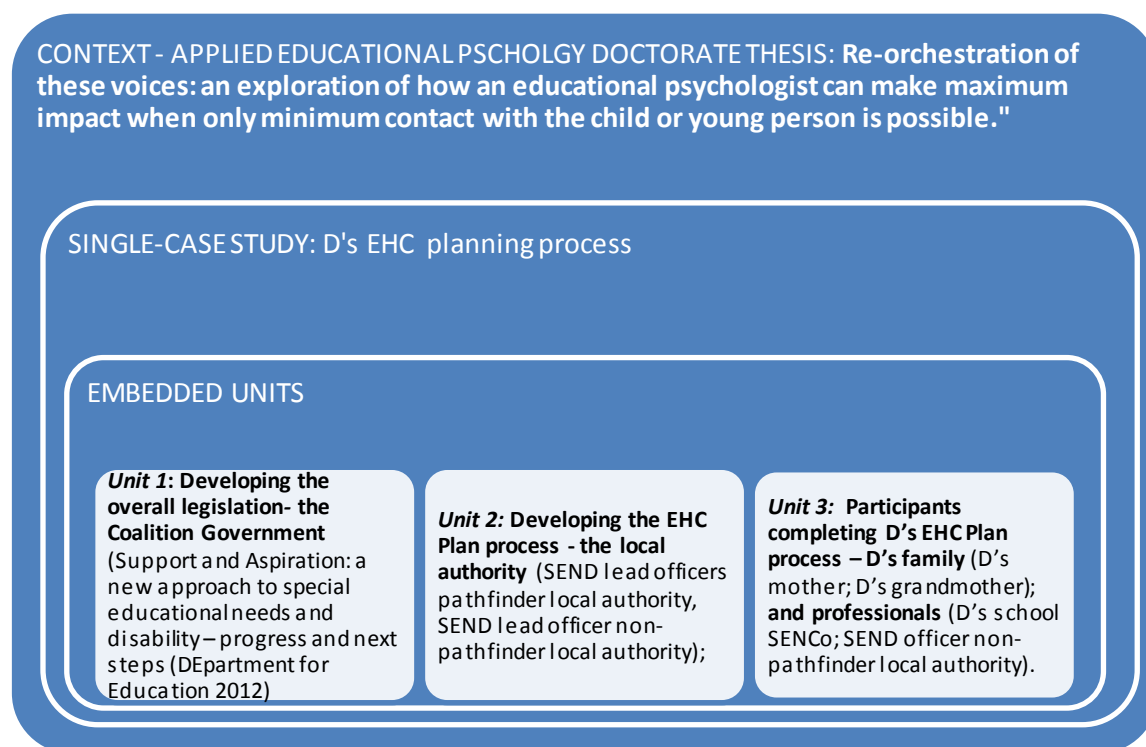 CONTEXT - APPLIED EDUCATIONAL PSCHOLGY DOCTORATE THESIS: Re-orchestration of
these voices: an exploration of how an educational psychologist can make maximum
impact when only minimum contact with the child or young person is possible."
SINGLE-CASE STUDY: D's EHC planning process
EMBEDDED UNITS
Unit 1: Developing the
overall legislation- the
Coalition Government
(Support and Aspiration: a
new approach to special
educational needs and
disability – progress and next
steps (DEpartment for
Education 2012)
Unit 2: Developing the EHC
Plan process - the local
authority (SEND lead officers
pathfinder local authority,
SEND lead officer non-
pathfinder local authority);
Unit 3: Participants
completing D’s EHC Plan
process – D’s family (D’s
mother; D’s grandmother);
and professionals (D’s school
SENCo; SEND officer non-
pathfinder local authority).